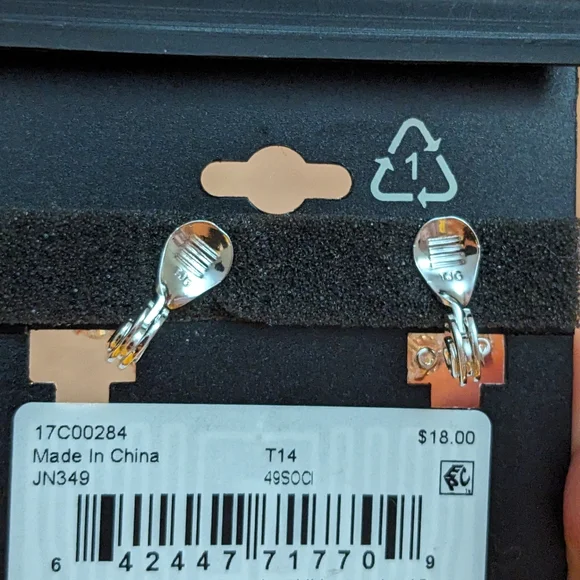 1
17C00284
$18.00
Made In China
T14
JN349
49SOCI
6 42447 71770 9